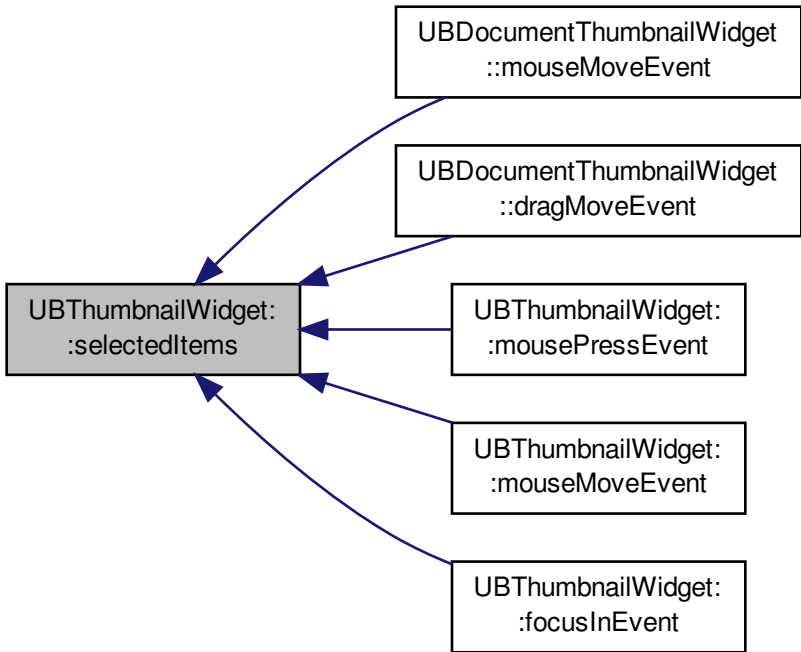 UBDocumentThumbnailWidget
::mouseMoveEvent
UBDocumentThumbnailWidget
::dragMoveEvent
UBThumbnailWidget:
:selectedItems
UBThumbnailWidget:
:mousePressEvent
UBThumbnailWidget:
:mouseMoveEvent
UBThumbnailWidget:
:focusInEvent